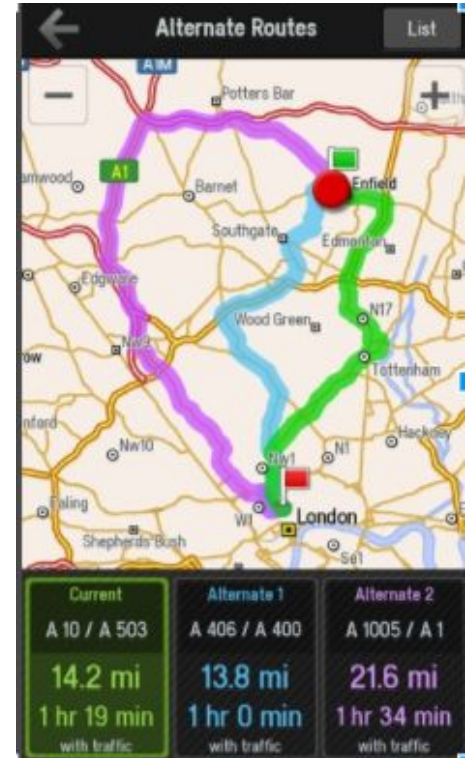 Alternate Routes
List
A1M
Potters Bar
A1
Barnet
Enfield
Southgate
Edmonton
Edgware
Wood Green
N17
Nw9
Tottenham
Hackney
Nw10
Nw1
N1
Ealing
W1
London
Shepherds Bush
Se1
Current
Alternate 1
Alternate 2
A 10 / A 503
A 406 / A 400
A 1005 / A 1
14.2 mi
13.8 mi
21.6 mi
1 hr 19 min
1 hr 0 min
1 hr 34 min
with traffic
with traffic
with traffic